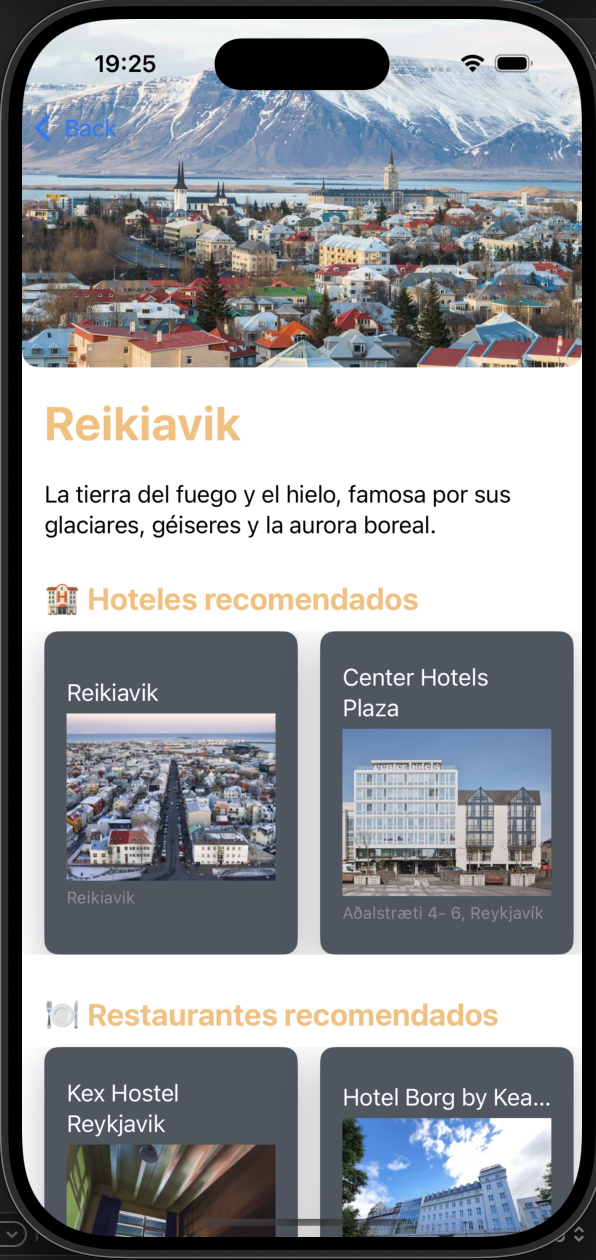 19:25
Back
Reikiavik
La tierra del fuego y el hielo, famosa por sus
glaciares, géiseres y la aurora boreal.
Hoteles recomendados
Reikiavik
Reikiavik
Center Hotels
Plaza
center hotels
Aðalstræti 4- 6, Reykjavík
Restaurantes recomendados
Kex Hostel
Reykjavik
Hotel Borg by Kea...